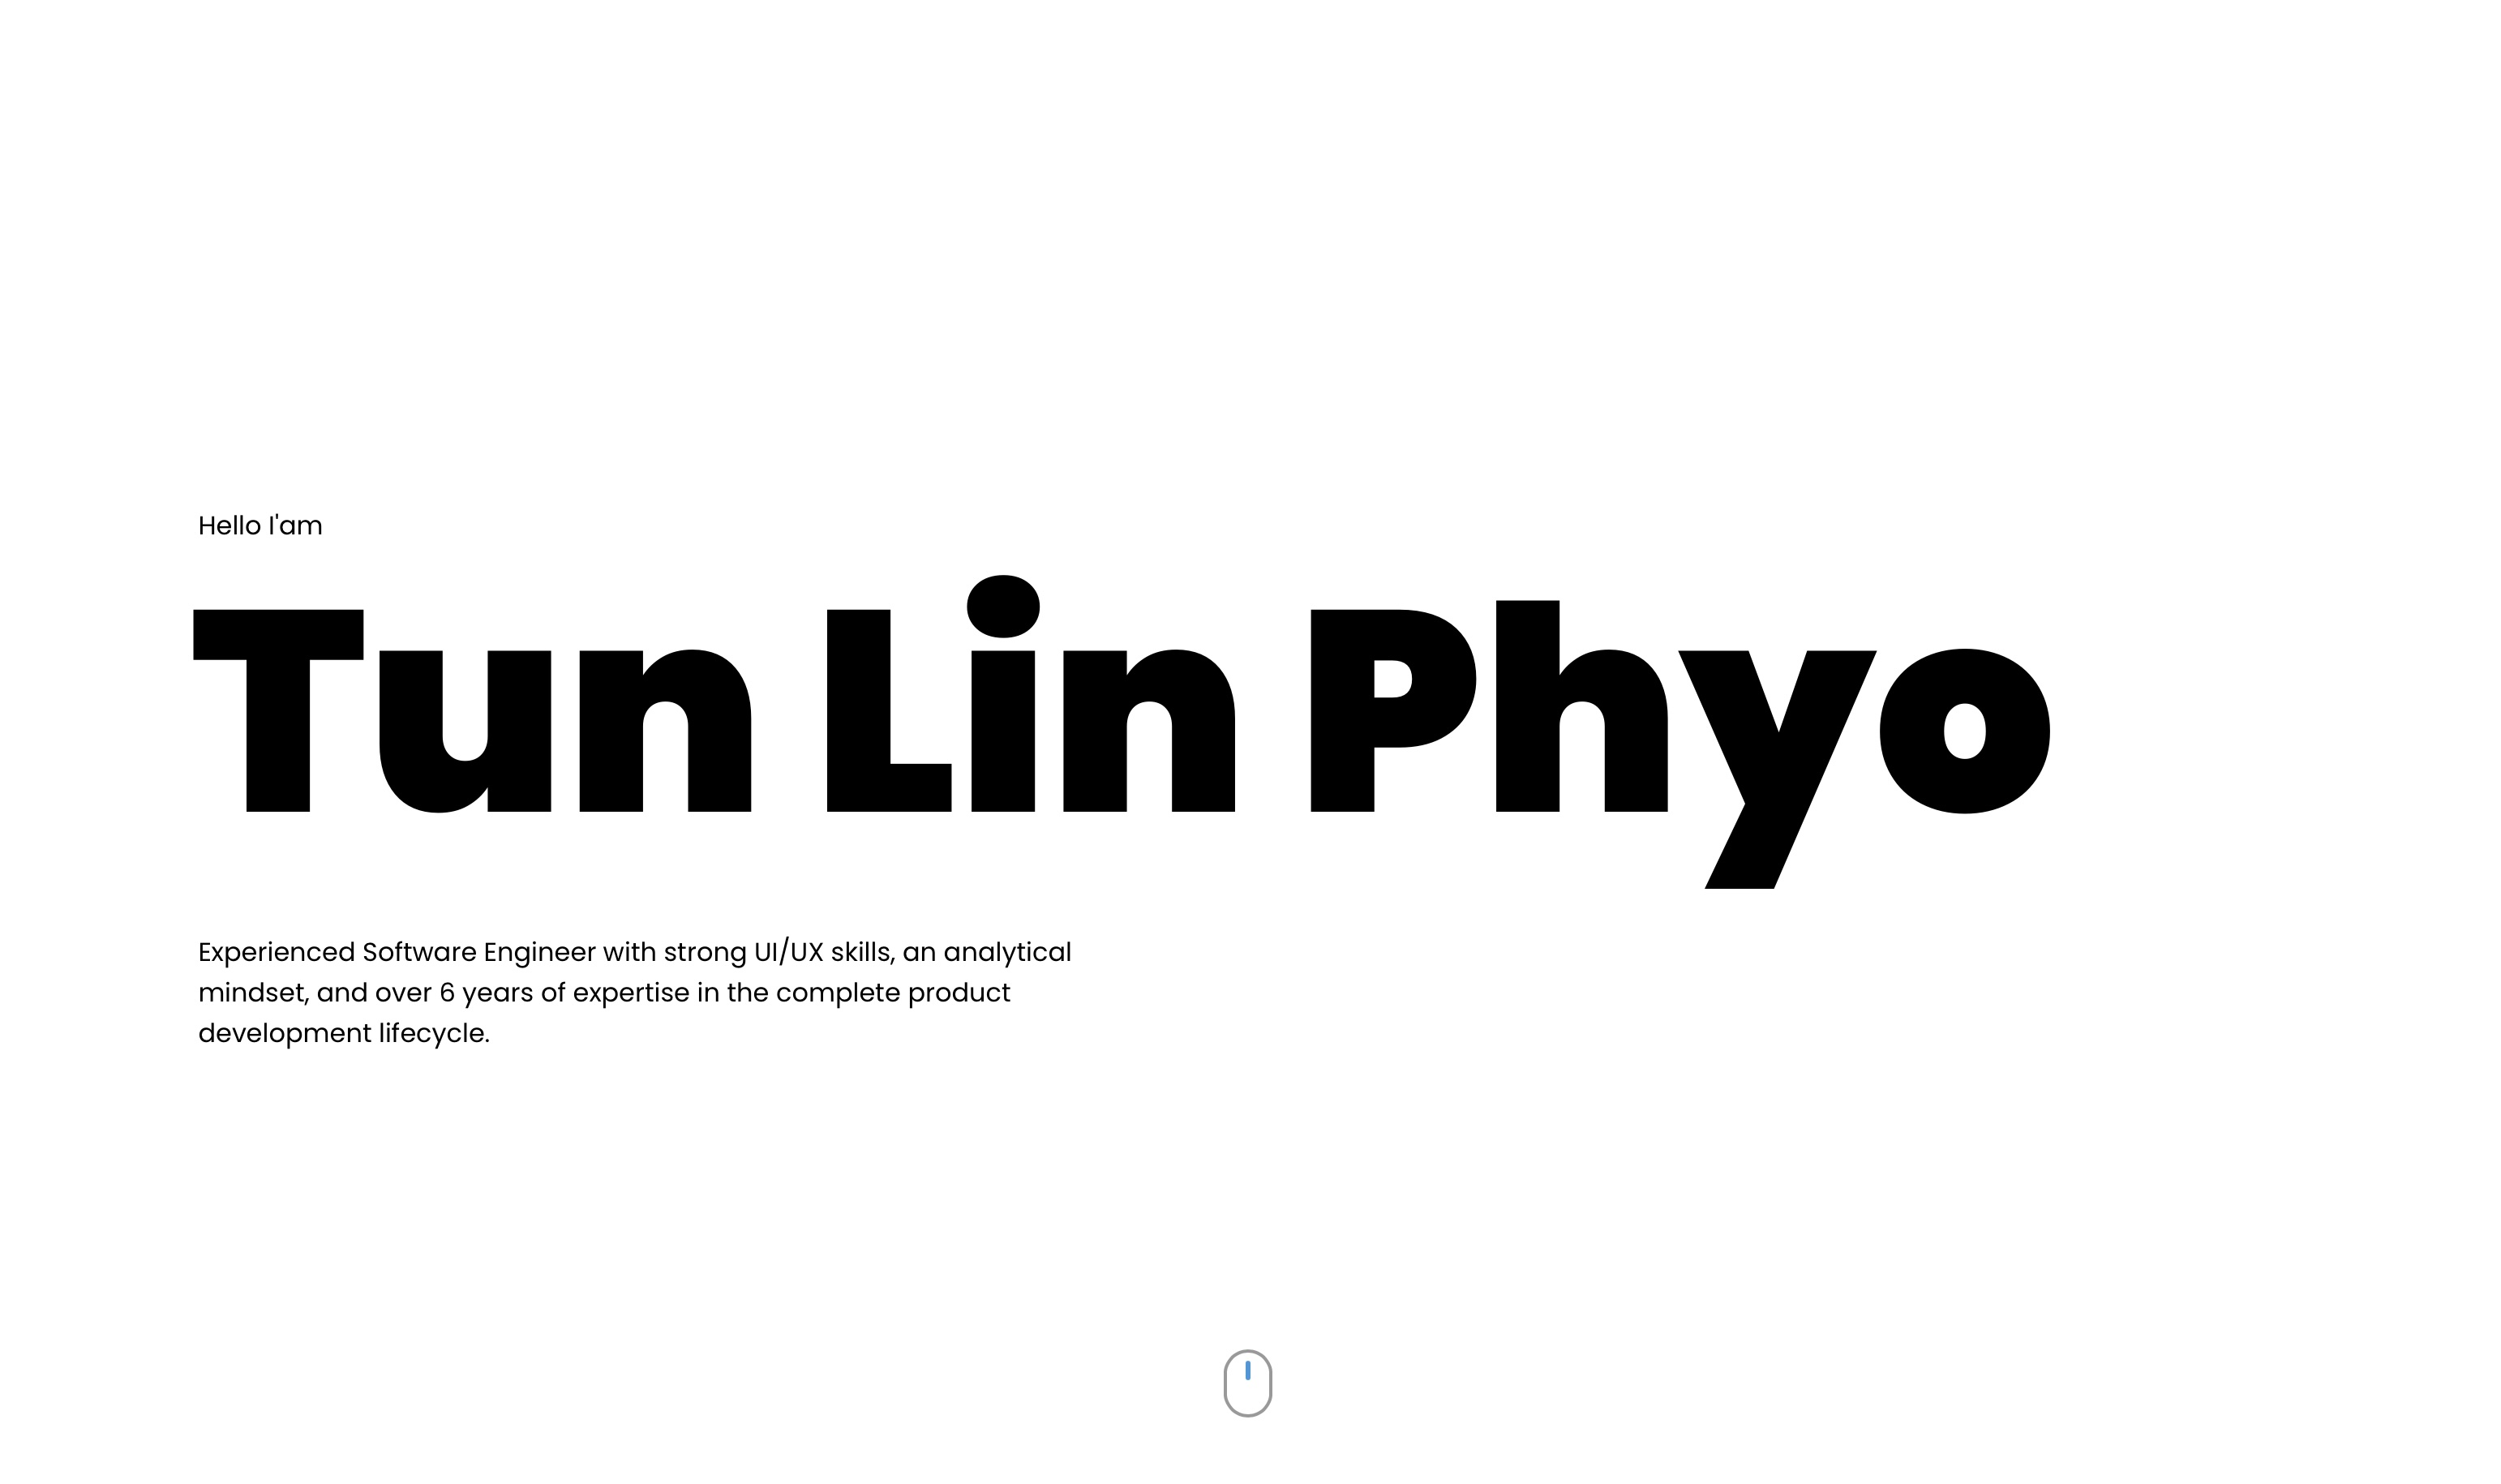 Hello I'am
Tun Lin Phyo
Experienced Software Engineer with strong UI/UX skills, an analytical
mindset, and over 6 years of expertise in the complete product
development lifecycle.